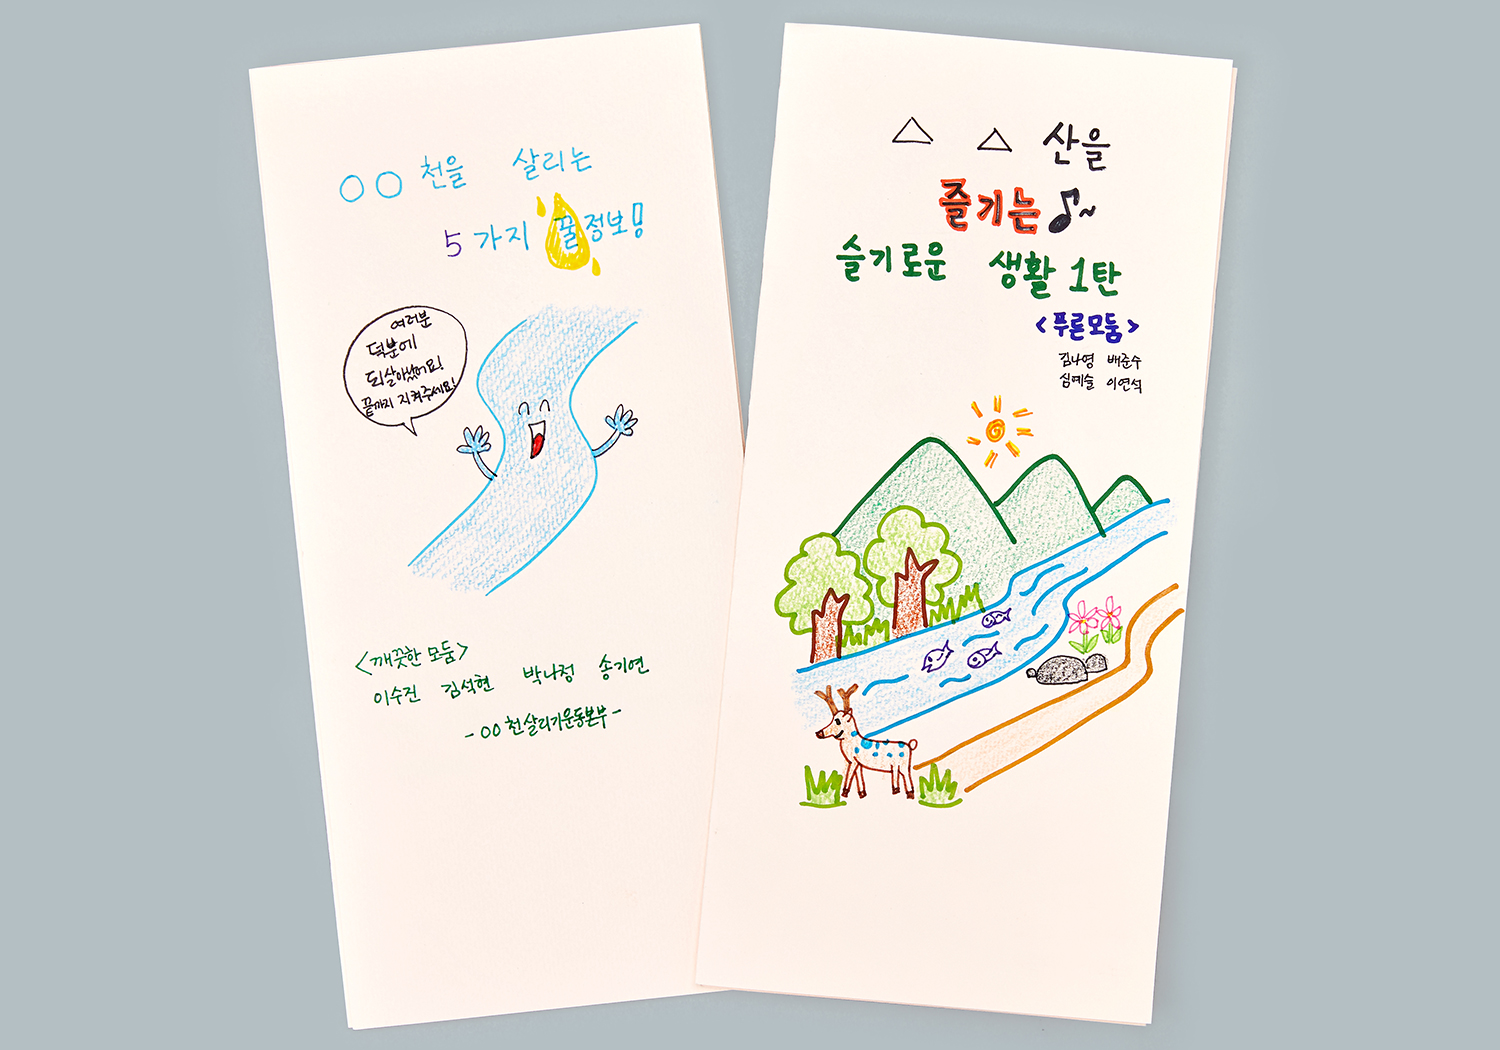 ○○ 천을 살리는
5가지 꿀정보!
여러분
덕분에
되살아났어요!
끝까지 지켜주세요!
<깨끗한 모둠>
이수진 김석현 박나정 송기연
- ○○ 천살리기운동본부 -
△ △ 산을
즐기는♪~
슬기로운 생활 1탄
<푸른모둠>
김나영 배준수
심예슬 이연석